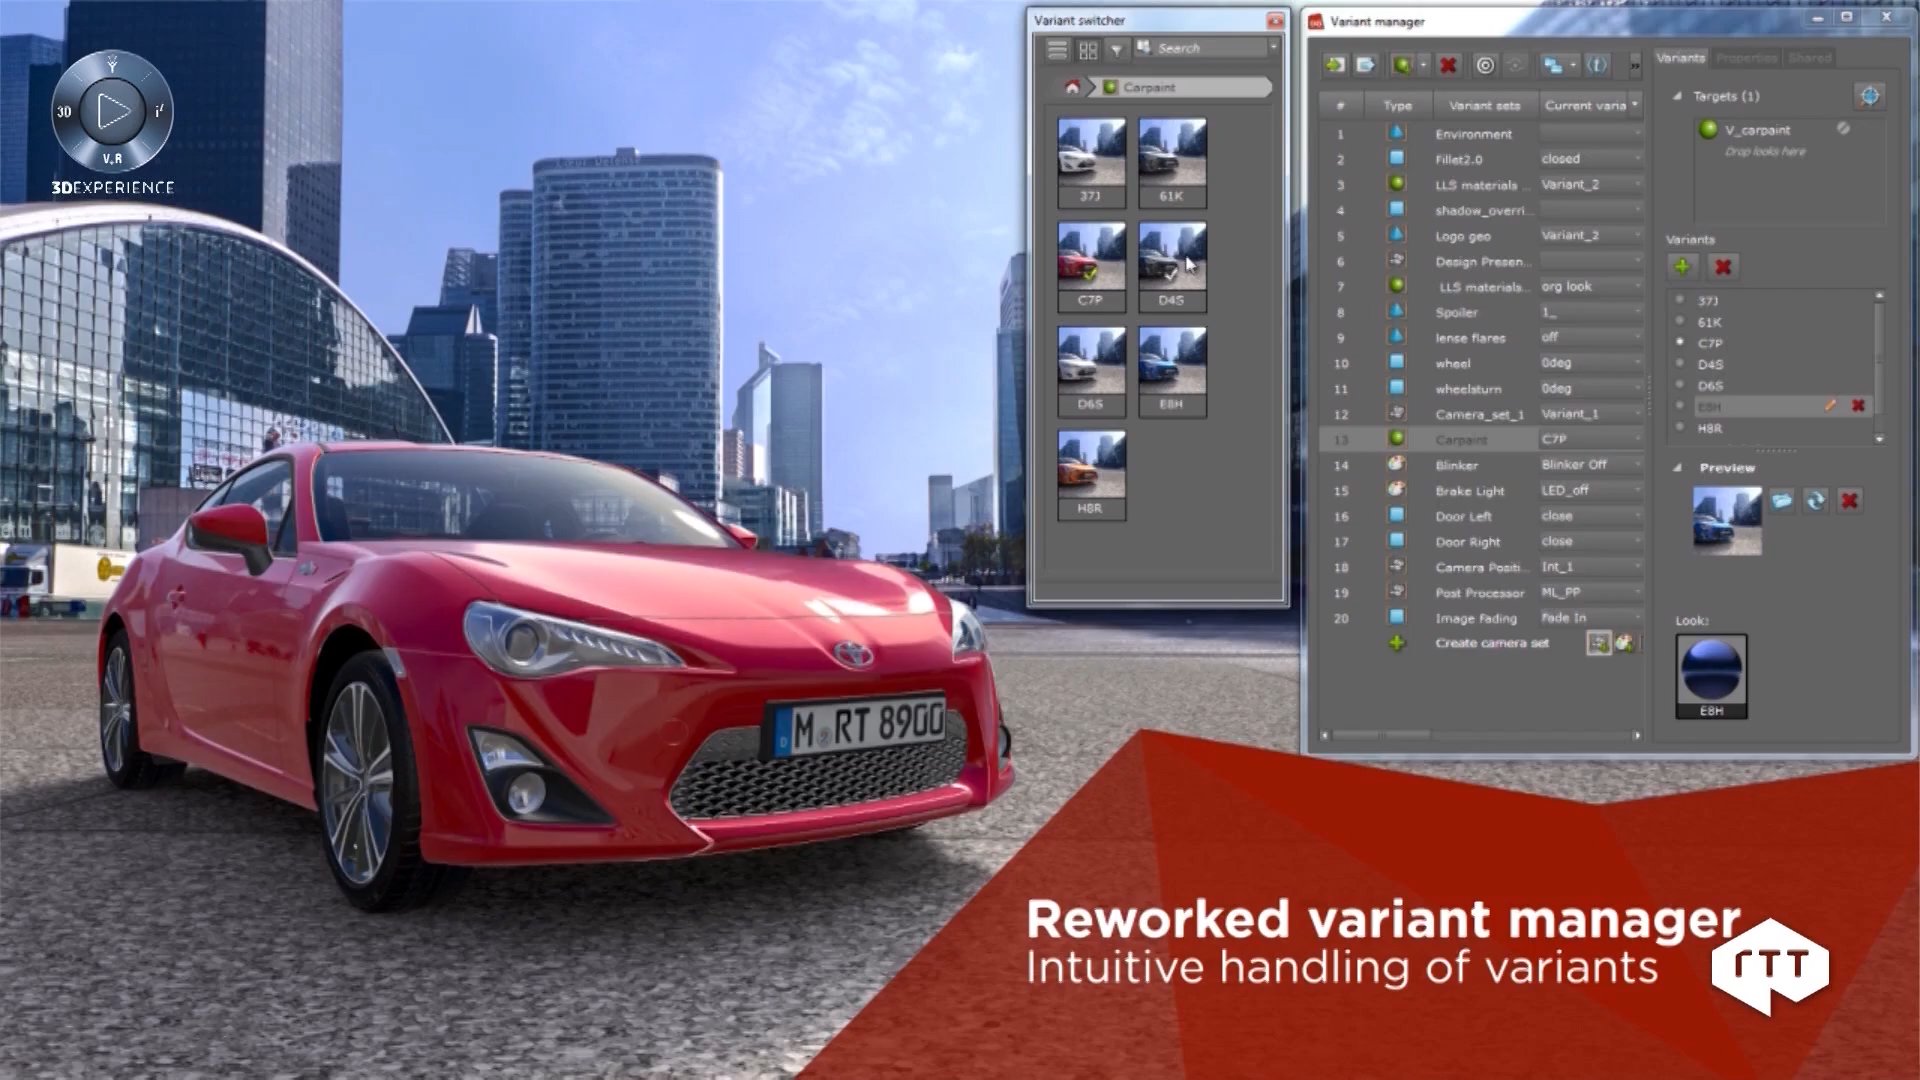 3D
V,R
3DEXPERIENCE
Variant switcher
Search
Carpaint
37J
61K
C7P
D4S
D6S
E8H
H8R
Variant manager
# Type Variant sets Current varia
1 Environment
2 Fillet2.0 closed
3 LLS materials ... Variant_2
4 shadow_overri...
5 Logo geo Variant_2
6 Design Presen...
7 LLS materials... org look
8 Spoiler 1_
9 lense flares off
10 wheel 0deg
11 wheelsturn 0deg
12 Camera_set_1 Variant_1
13 Carpaint C7P
14 Blinker Blinker Off
15 Brake Light LED_off
16 Door Left close
17 Door Right close
18 Camera Positi... Int_1
19 Post Processor ML_PP
20 Image Fading Fade In
Create camera set
Variants Properties Shared
Targets (1)
V_carpaint
Drop looks here
Variants
37J
61K
C7P
D4S
D6S
E8H
H8R
Preview
Look:
E8H
M RT 8900
Reworked variant manager
Intuitive handling of variants
rTT